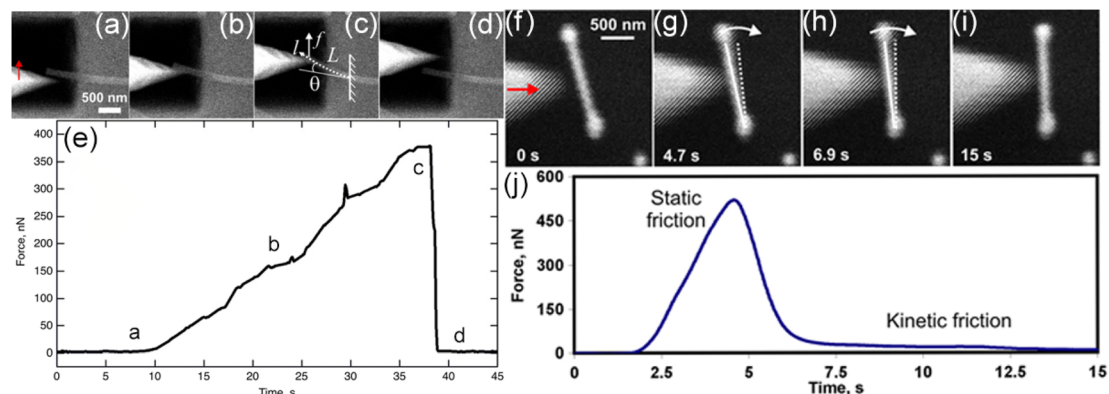 (a)
500 nm
(b)
(c)
l f L
θ
(d)
(e)
400
350
300
250
200
150
100
50
0
Force, nN
a
b
c
d
0 5 10 15 20 25 30 35 40 45
Time, s
(f)
500 nm
0 s
(g)
4.7 s
(h)
6.9 s
(i)
15 s
(j)
600
450
300
150
0
Force, nN
Static
friction
Kinetic friction
0 2.5 5 7.5 10 12.5 15
Time, s